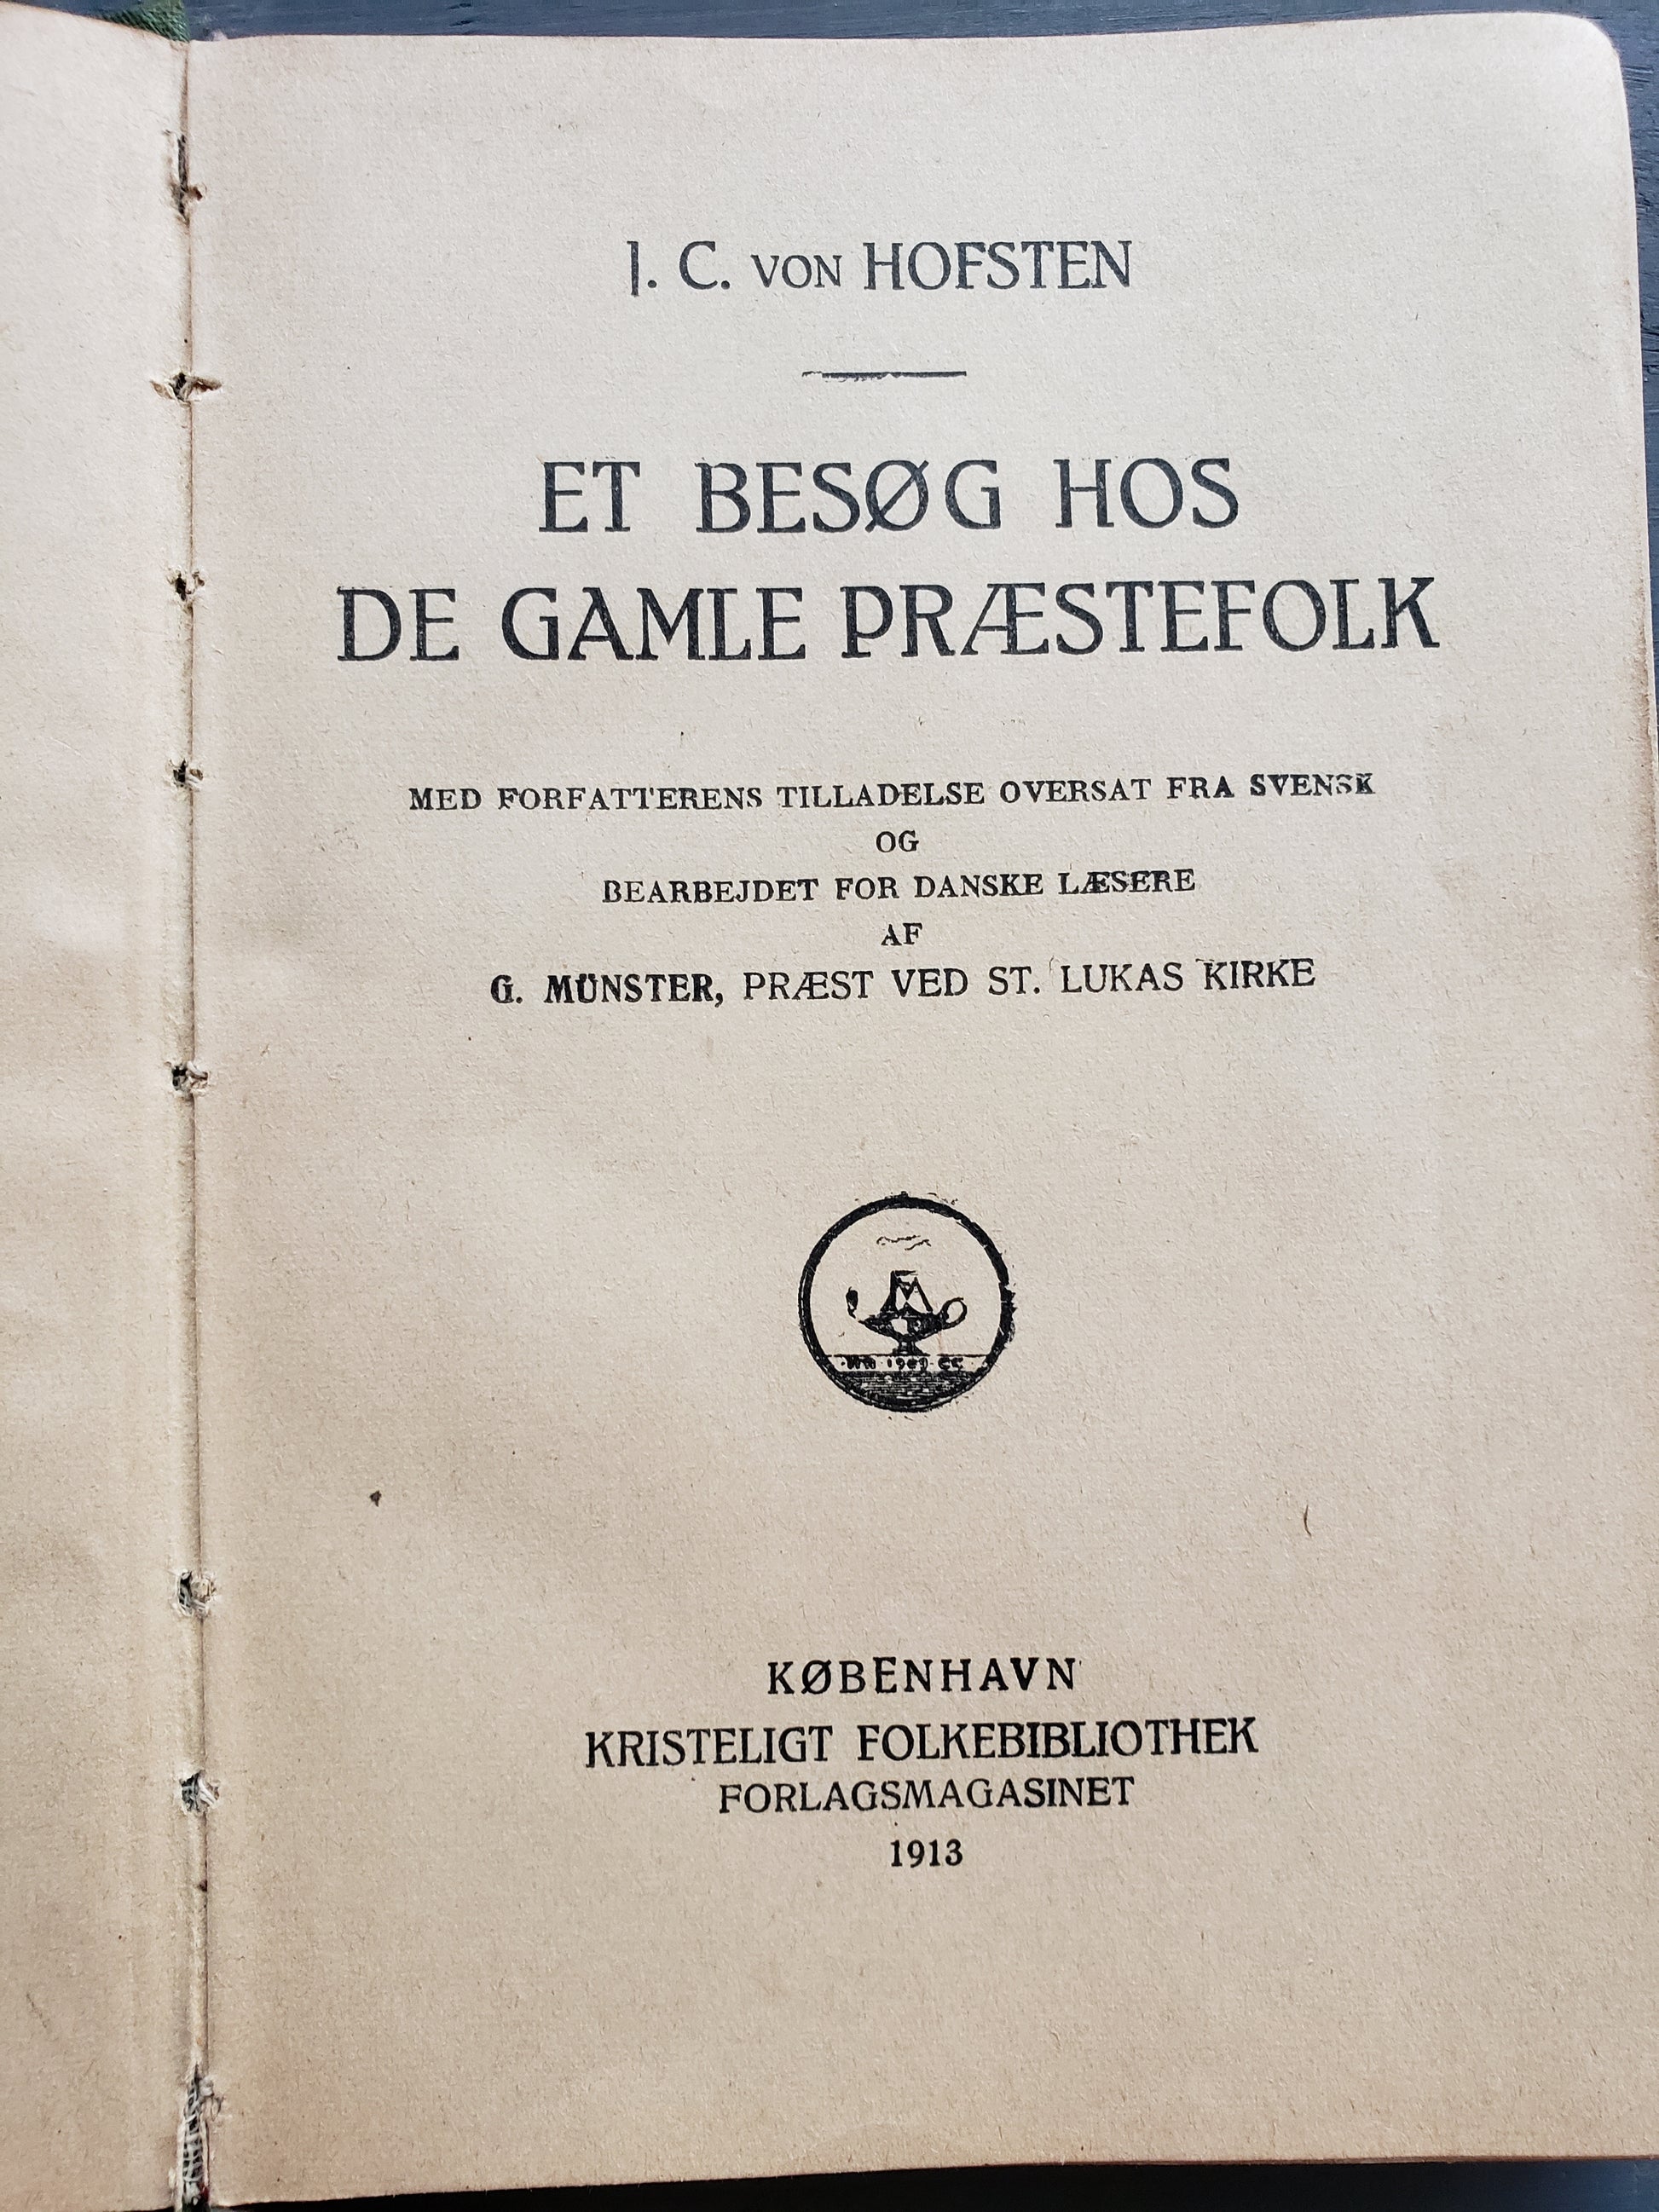 J. C. VON HOFSTEN
ET BESØG HOS
DE GAMLE PRÆSTEFOLK
MED FORFATTERENS TILLADELSE OVERSAT FRA SVENSK
OG
BEARBEJDET FOR DANSKE LÆSERE
AF
G. MÜNSTER, PRÆST VED ST. LUKAS KIRKE
1909
KØBENHAVN
KRISTELIGT FOLKEBIBLIOTHEK
FORLAGSMAGASINET
1913